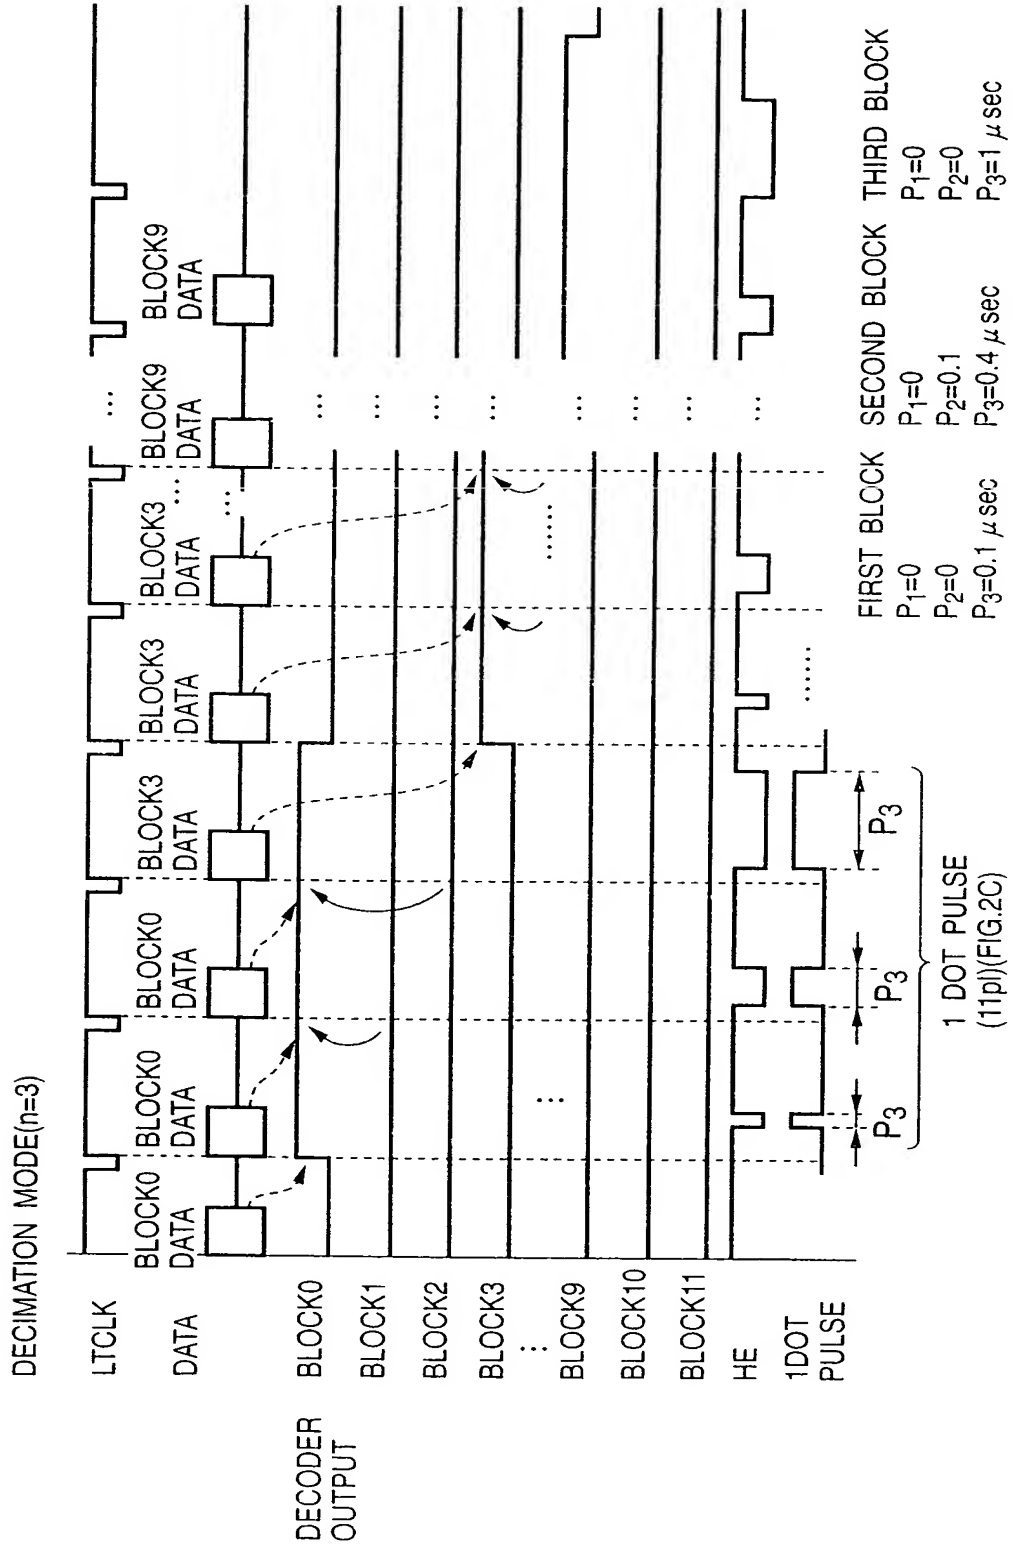 DECIMATION MODE(n=3)
LTCLK
...
DATA
BLOCK0
DATA
BLOCK0
DATA
BLOCK0
DATA
BLOCK3
DATA
BLOCK3
DATA
BLOCK3
DATA
...
...
BLOCK9
DATA
BLOCK9
DATA
DECODER
OUTPUT
BLOCK0
...
BLOCK1
...
BLOCK2
...
BLOCK3
...
...
...
......
BLOCK9
...
BLOCK10
...
BLOCK11
...
HE
...
1DOT
PULSE
......
P3
P3
P3
1 DOT PULSE
(11pl)(FIG.2C)
FIRST BLOCK
P1=0
P2=0
P3=0.1 μsec
SECOND BLOCK
P1=0
P2=0.1
P3=0.4 μsec
THIRD BLOCK
P1=0
P2=0
P3=1 μsec